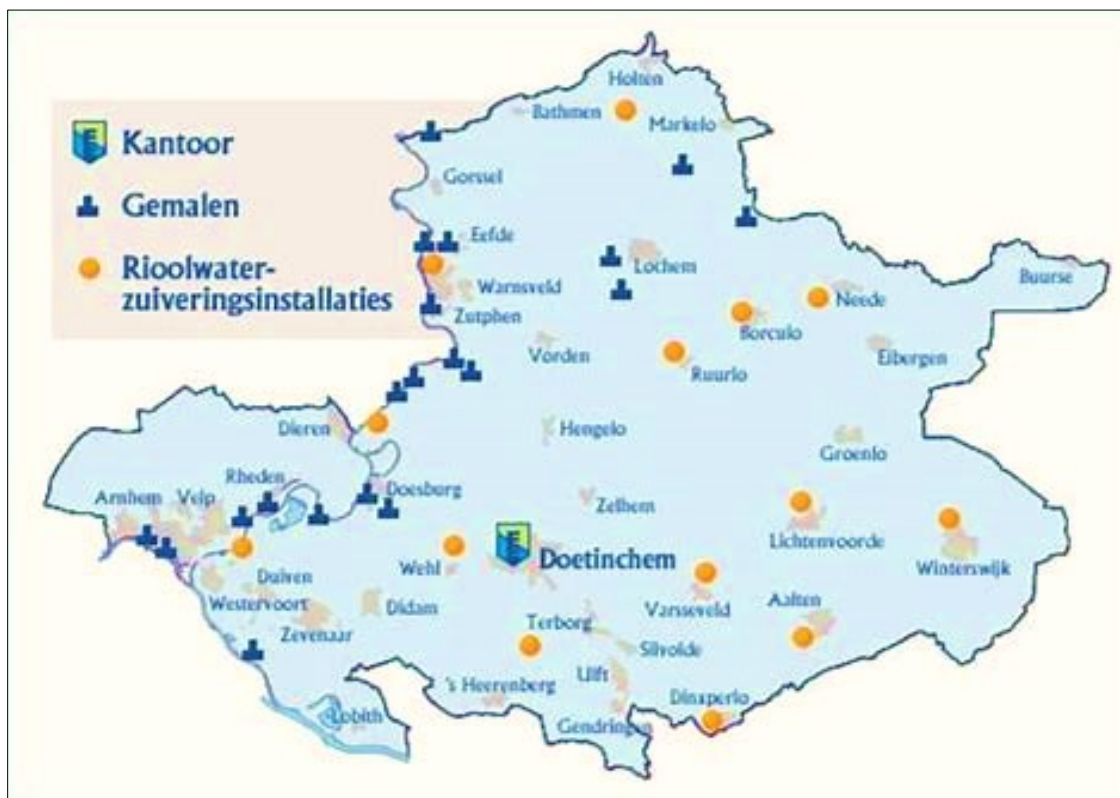 Kantoor
Gemalen
Rioolwater-
zuiveringsinstallaties
Holten
Bathmen
Markelo
Gorssel
Eefde
Lochem
Buurse
Warnsveld
Neede
Zutphen
Borculo
Vorden
Eibergen
Ruurlo
Dieren
Hengelo
Groenlo
Rheden
Doesburg
Arnhem
Velp
Zelhem
Lichtenvoorde
Doetinchem
Winterswijk
Wehl
Duiven
Westervoort
Didam
Varsseveld
Aalten
Zevenaar
Terborg
Silvolde
Ulft
's Heerenberg
Dinxperlo
Lobith
Gendringen